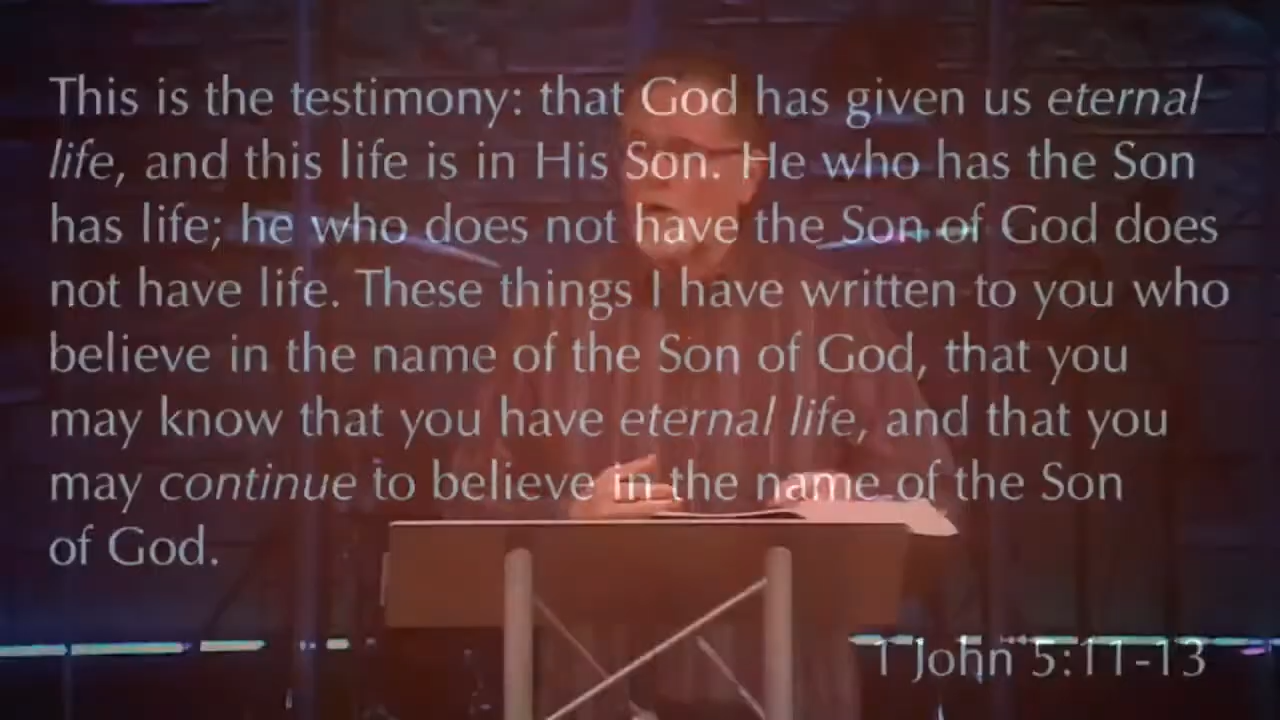 This is the testimony: that God has given us eternal
life, and this life is in His Son. He who has the Son
has life; he who does not have the Son of God does
not have life. These things I have written to you who
believe in the name of the Son of God, that you
may know that you have eternal life, and that you
may continue to believe in the name of the Son
of God.
1 John 5:11-13